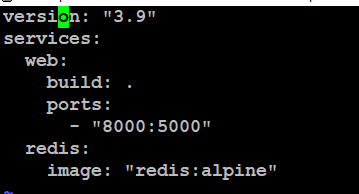 version: "3.9"
services:
  web:
    build: .
    ports:
      - "8000:5000"
  redis:
    image: "redis:alpine"
~